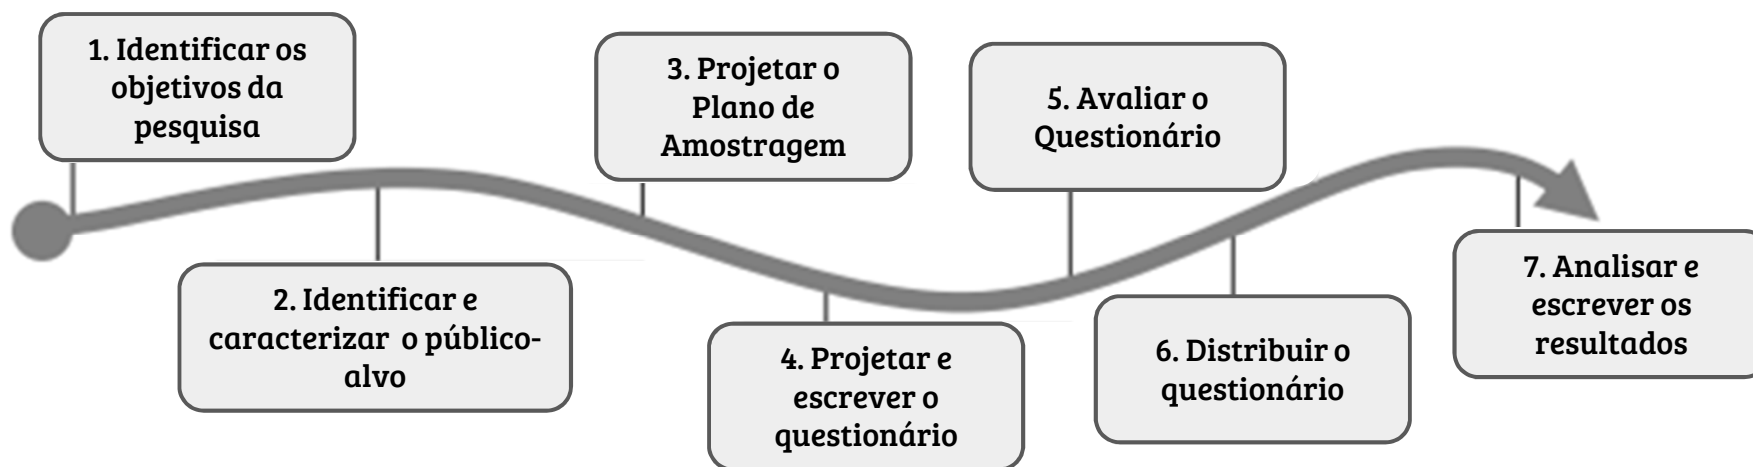 1. Identificar os
objetivos da
pesquisa
2. Identificar e
caracterizar o público-
alvo
3. Projetar o
Plano de
Amostragem
4. Projetar e
escrever o
questionário
5. Avaliar o
Questionário
6. Distribuir o
questionário
7. Analisar e
escrever os
resultados